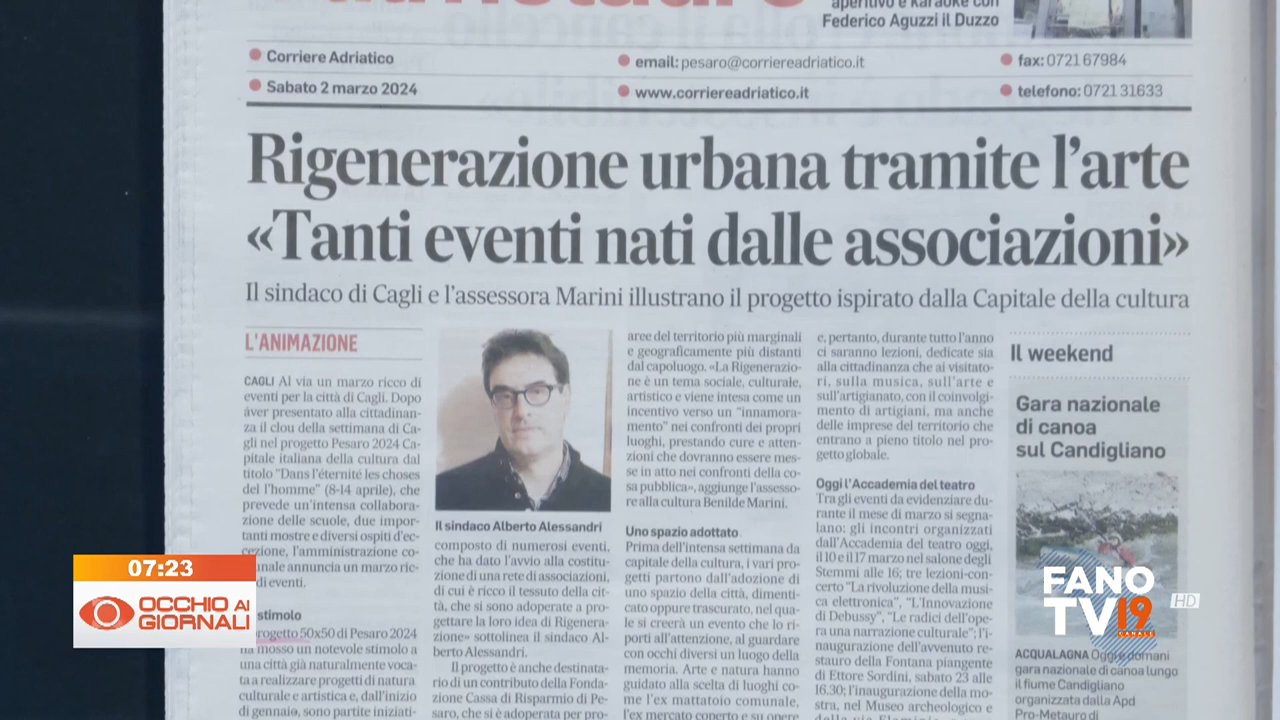 aperitivo e karaoke con
Federico Aguzzi il Duzzo
Corriere Adriatico
email: pesaro@corriereadriatico.it
fax: 0721 67984
Sabato 2 marzo 2024
www.corriereadriatico.it
telefono: 0721 31633
Rigenerazione urbana tramite l'arte
«Tanti eventi nati dalle associazioni»
Il sindaco di Cagli e l'assessora Marini illustrano il progetto ispirato dalla Capitale della cultura
L'ANIMAZIONE
CAGLI Al via un marzo ricco di
eventi per la città di Cagli. Dopo
aver presentato alla cittadinan-
za il clou della settimana di Ca-
gli nel progetto Pesaro 2024 Ca-
pitale italiana della cultura dal
titolo "Dans l'éternité les choses
del l'homme" (8-14 aprile), che
prevede un'intensa collabora-
zione delle scuole, due impor-
tanti mostre e diversi ospiti d'ec-
cezione, l'amministrazione co-
nale annuncia un marzo ric-
di eventi.
stimolo
progetto 50x50 di Pesaro 2024
ha mosso un notevole stimolo a
una città già naturalmente voca-
ta a realizzare progetti di natura
culturale e artistica e, dall'inizio
di gennaio, sono partite iniziati-
Il sindaco Alberto Alessandri
composto di numerosi eventi,
che ha dato l'avvio alla costitu-
zione di una rete di associazioni,
di cui è ricco il tessuto della cit-
tà, che si sono adoperate a pro-
gettare la loro idea di Rigenera-
zione» sottolinea il sindaco Al-
berto Alessandri.
Il progetto è anche destinata-
rio di un contributo della Fonda-
zione Cassa di Risparmio di Pe-
saro, che si è adoperata per pro-
aree del territorio più marginali
e geograficamente più distanti
dal capoluogo. «La Rigenerazio-
ne è un tema sociale, culturale,
artistico e viene intesa come un
incentivo verso un "innamora-
mento" nei confronti dei propri
luoghi, prestando cure e atten-
zioni che dovranno essere mes-
se in atto nei confronti della co-
sa pubblica», aggiunge l'assesso-
re alla cultura Benilde Marini.
Uno spazio adottato
Prima dell'intensa settimana da
capitale della cultura, i vari pro-
getti partono dall'adozione di
uno spazio della città, dimenti-
cato oppure trascurato, nel qua-
le si creerà un evento che lo ri-
porti all'attenzione, al guardare
con occhi diversi un luogo della
memoria. Arte e natura hanno
guidato alla scelta di luoghi co-
me l'ex mattatoio comunale,
l'ex mercato coperto e su opere
e, pertanto, durante tutto l'anno
ci saranno lezioni, dedicate sia
alla cittadinanza che ai visitato-
ri, sulla musica, sull'arte e
sull'artigianato, con il coinvolgi-
mento di artigiani, ma anche
delle imprese del territorio che
entrano a pieno titolo nel pro-
getto globale.
Oggi l'Accademia del teatro
Tra gli eventi da evidenziare du-
rante il mese di marzo si segna-
lano: gli incontri organizzati
dall'Accademia del teatro oggi,
il 10 e il 17 marzo nel salone degli
Stemmi alle 16; tre lezioni-con-
certo "La rivoluzione della musi-
ca elettronica", "L'Innovazione
di Debussy", "Le radici dell'ope-
ra una narrazione culturale"; l'i-
naugurazione dell'avvenuto re-
stauro della Fontana piangente
di Ettore Sordini, sabato 23 alle
16.30; l'inaugurazione della mo-
stra, nel Museo archeologico e
Il weekend
Gara nazionale
di canoa
sul Candigliano
ACQUALAGNA Oggi e domani
gara nazionale di canoa lungo
il fiume Candigliano
organizzata dalla Apd
Pro-Metauro di
07:23
OCCHIO AI
GIORNALI
FANO
TV 19
CANALE
HD